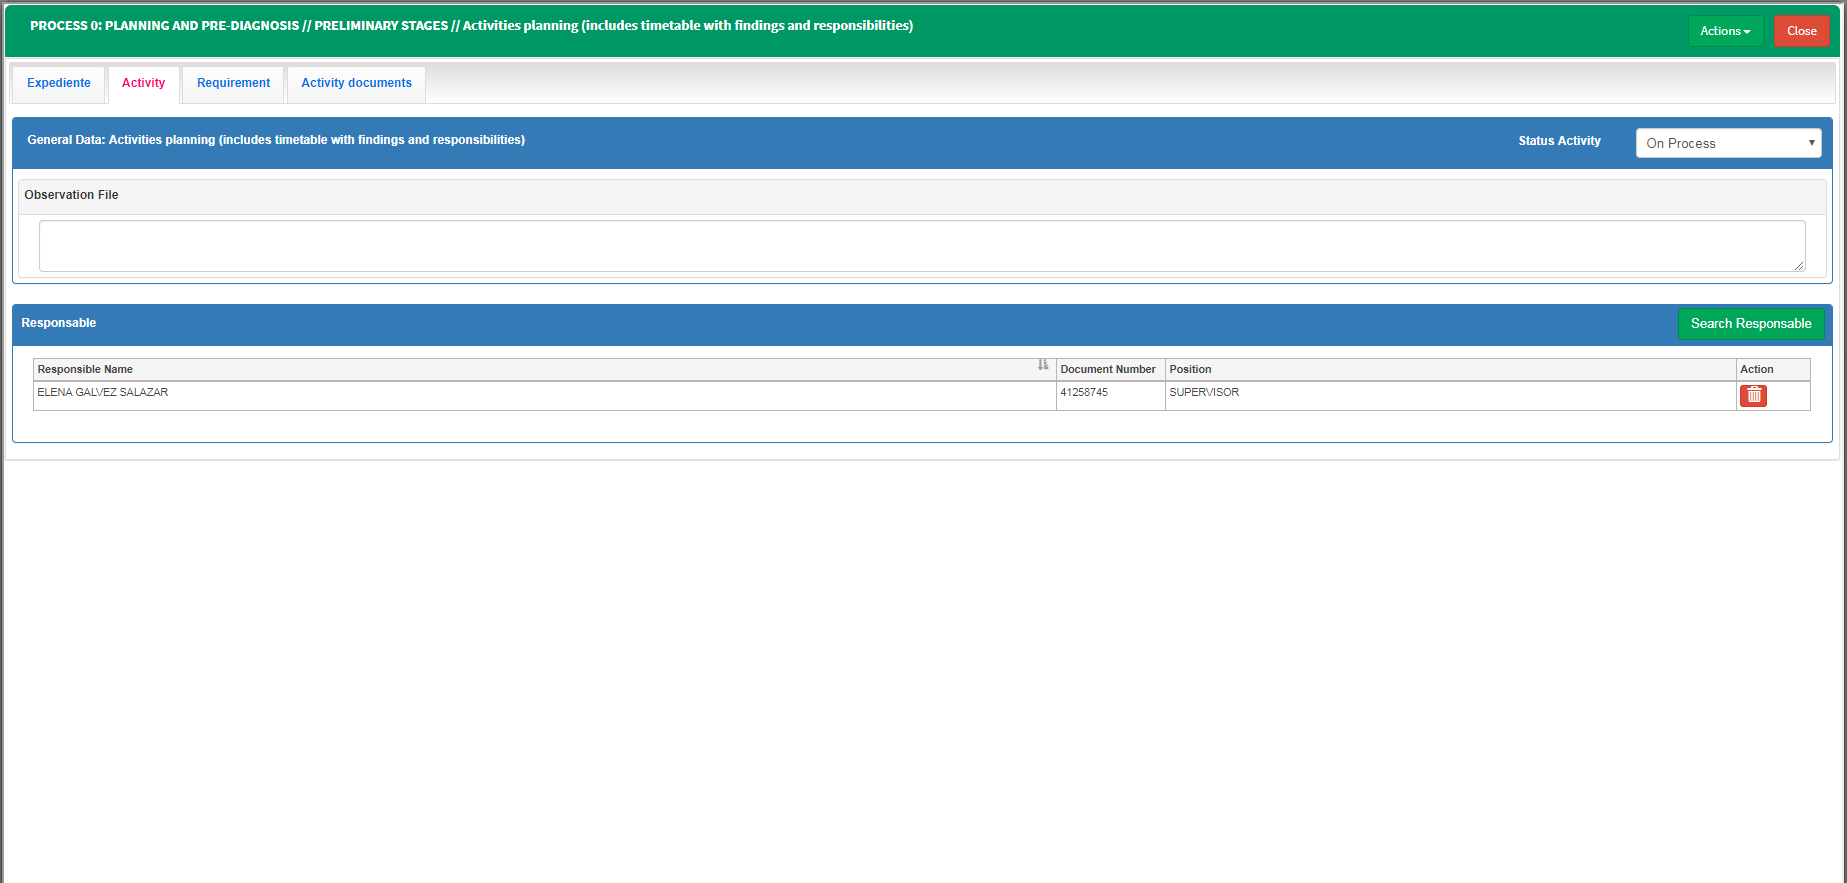 PROCESS 0: PLANNING AND PRE-DIAGNOSIS // PRELIMINARY STAGES // Activities planning (includes timetable with findings and responsibilities)
Actions
Close
Expediente
Activity
Requirement
Activity documents
General Data: Activities planning (includes timetable with findings and responsibilities)
Status Activity
On Process
Observation File
Responsable
Search Responsable
Responsible Name
Document Number
Position
Action
ELENA GALVEZ SALAZAR
41258745
SUPERVISOR